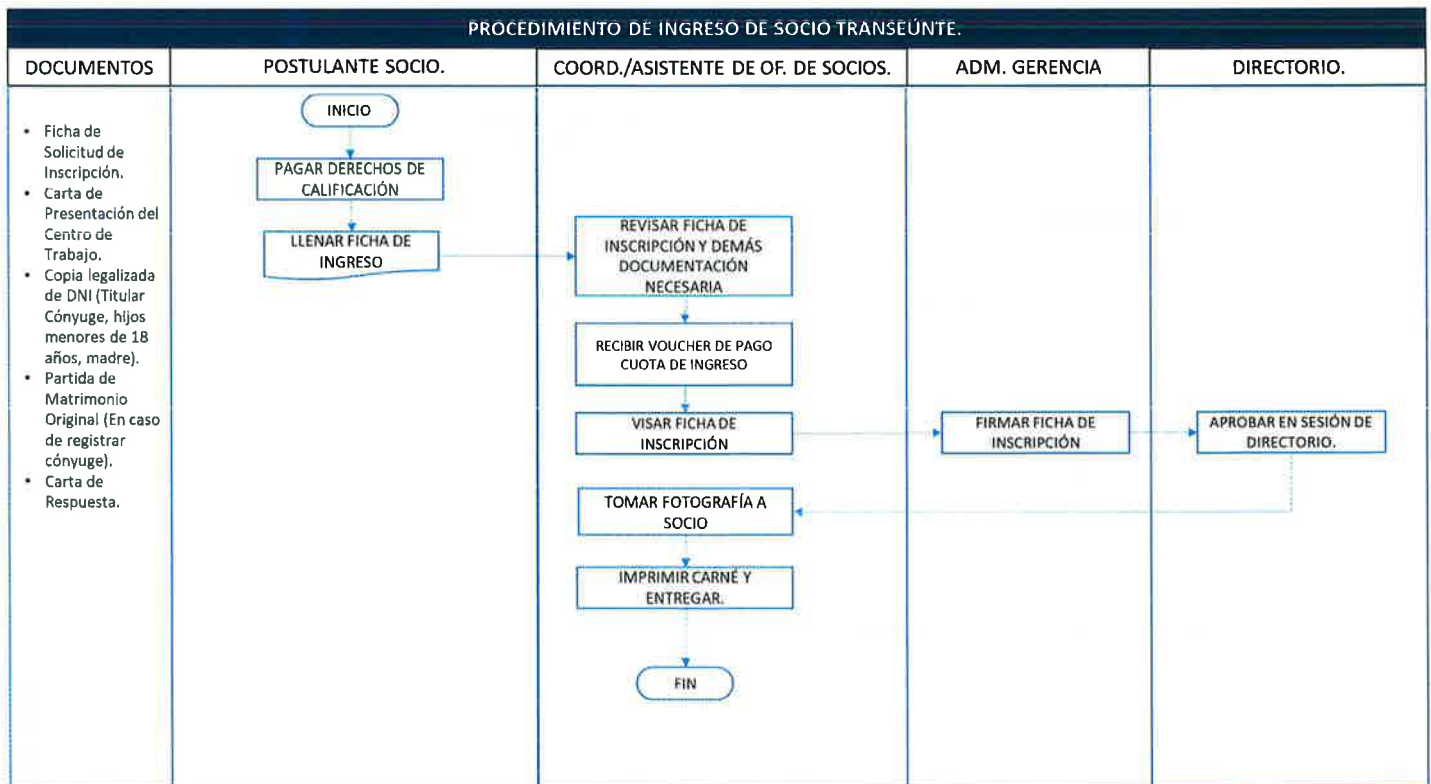 PROCEDIMIENTO DE INGRESO DE SOCIO TRANSEÚNTE.
DOCUMENTOS
POSTULANTE SOCIO.
COORD./ASISTENTE DE OF. DE SOCIOS.
ADM. GERENCIA
DIRECTORIO.
• Ficha de
Solicitud de
Inscripción.
• Carta de
Presentación del
Centro de
Trabajo.
• Copia legalizada
de DNI (Titular
Cónyuge, hijos
menores de 18
años, madre).
• Partida de
Matrimonio
Original (En caso
de registrar
cónyuge).
• Carta de
Respuesta.
INICIO
PAGAR DERECHOS DE
CALIFICACIÓN
LLENAR FICHA DE
INGRESO
REVISAR FICHA DE
INSCRIPCIÓN Y DEMÁS
DOCUMENTACIÓN
NECESARIA
RECIBIR VOUCHER DE PAGO
CUOTA DE INGRESO
VISAR FICHA DE
INSCRIPCIÓN
FIRMAR FICHA DE
INSCRIPCIÓN
APROBAR EN SESIÓN DE
DIRECTORIO.
TOMAR FOTOGRAFÍA A
SOCIO
IMPRIMIR CARNÉ Y
ENTREGAR.
FIN